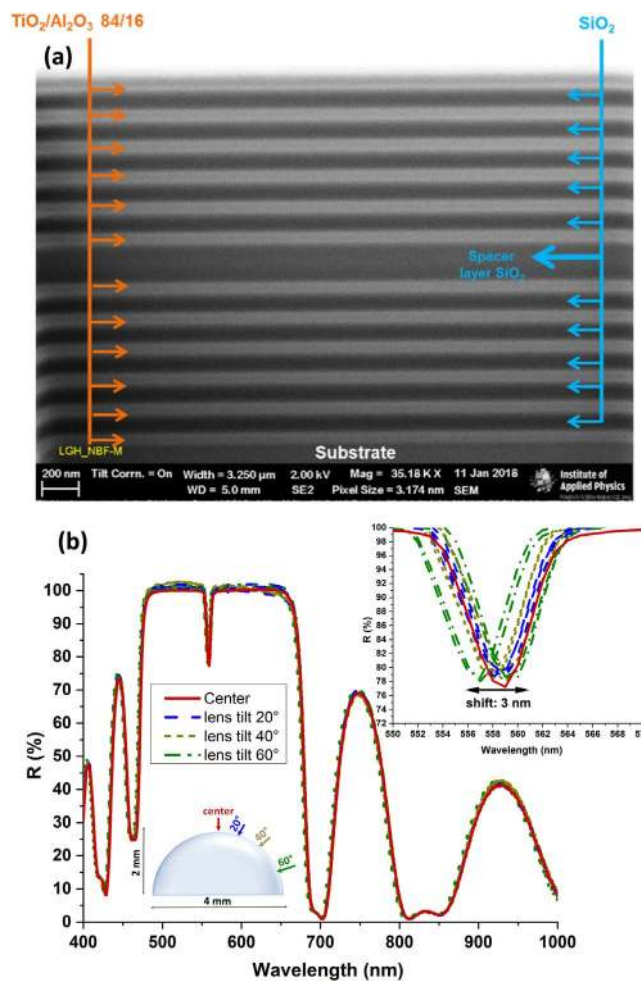 TiO₂/Al₂O₃ 84/16
SiO₂
(a)
Spacer
layer SiO₂
LGH_NBF-M
Substrate
200 nm Tilt Corrn. = On Width = 3.250 µm 2.00 kV Mag = 35.18 K X 11 Jan 2018 Institute of
WD = 5.0 mm SE2 Pixel Size = 3.174 nm SEM Applied Physics
(b)
100
98
96
94
92
90
88
86
84
82
80
78
76
74
72
R (%)
shift: 3 nm
550 552 554 556 558 560 562 564 566 568
Wavelength (nm)
110
100
90
80
70
60
50
40
30
20
10
0
R (%)
Center
lens tilt 20°
lens tilt 40°
lens tilt 60°
center
20°
40°
60°
2 mm
4 mm
400 500 600 700 800 900 1000
Wavelength (nm)